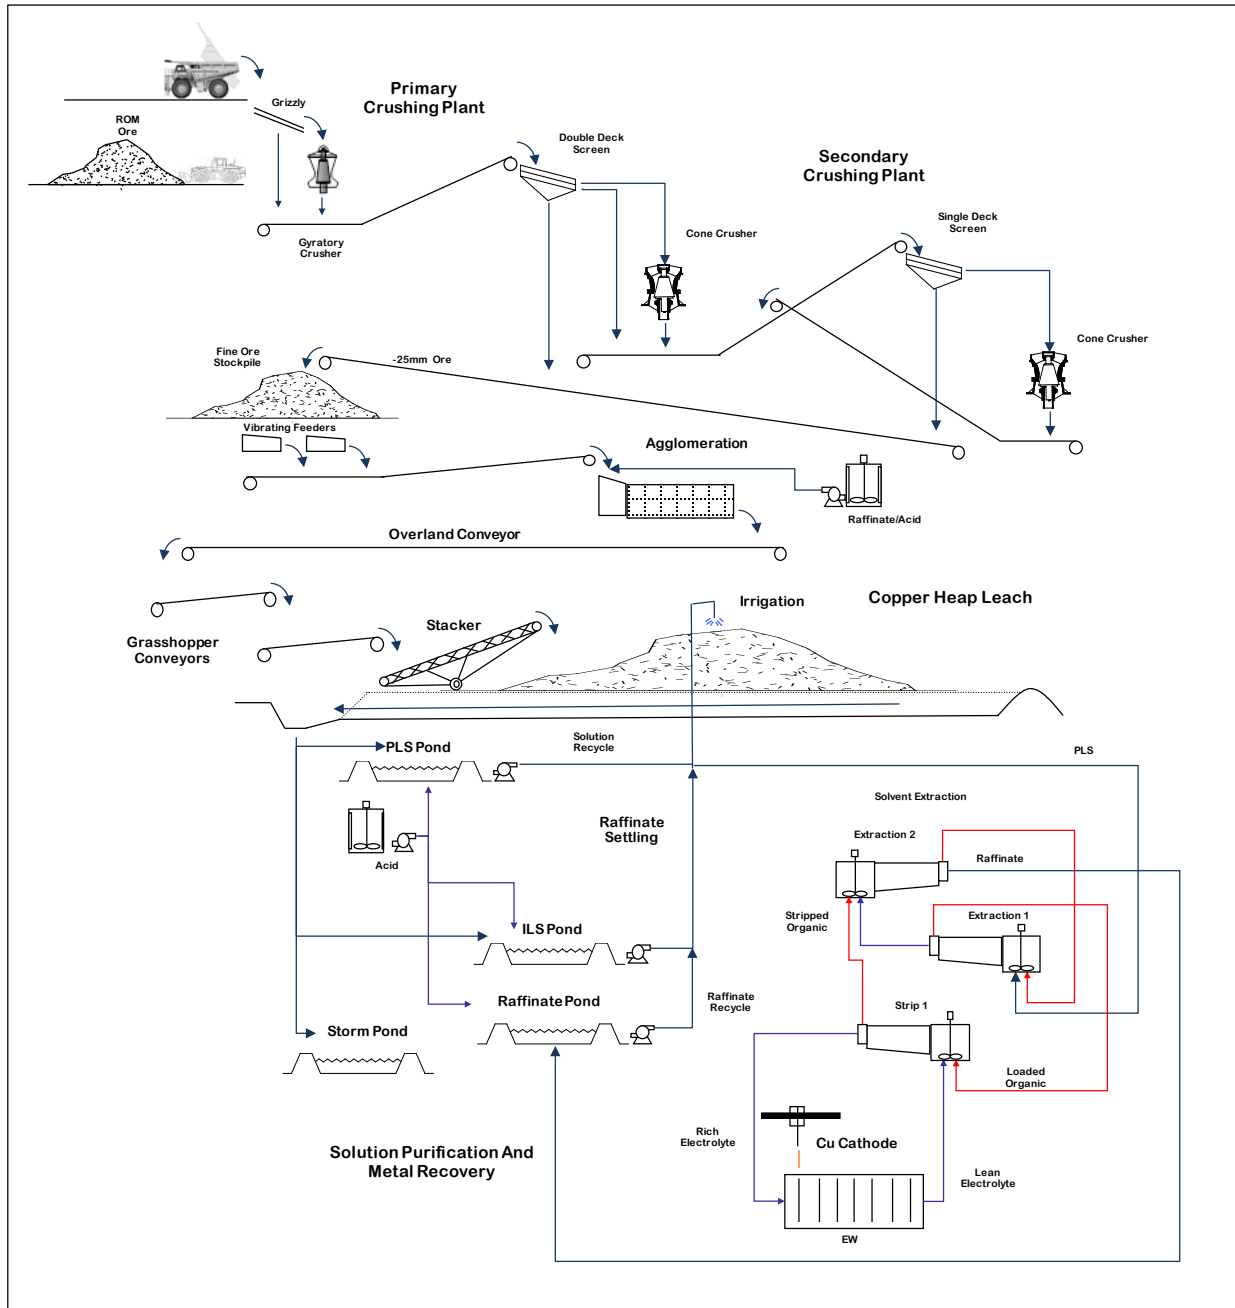 Primary
Crushing Plant
Grizzly
ROM
Ore
Double Deck
Screen
Secondary
Crushing Plant
Single Deck
Screen
Gyratory
Crusher
Cone Crusher
Cone Crusher
Fine Ore
Stockpile
-25mm Ore
Vibrating Feeders
Agglomeration
Raffinate/Acid
Overland Conveyor
Irrigation
Copper Heap Leach
Stacker
Grasshopper
Conveyors
Solution
Recycle
PLS Pond
PLS
Solvent Extraction
Raffinate
Settling
Extraction 2
Acid
Raffinate
Stripped
Organic
Extraction 1
ILS Pond
Raffinate Pond
Raffinate
Recycle
Strip 1
Storm Pond
Loaded
Organic
Rich
Electrolyte
Cu Cathode
Solution Purification And
Metal Recovery
Lean
Electrolyte
EW